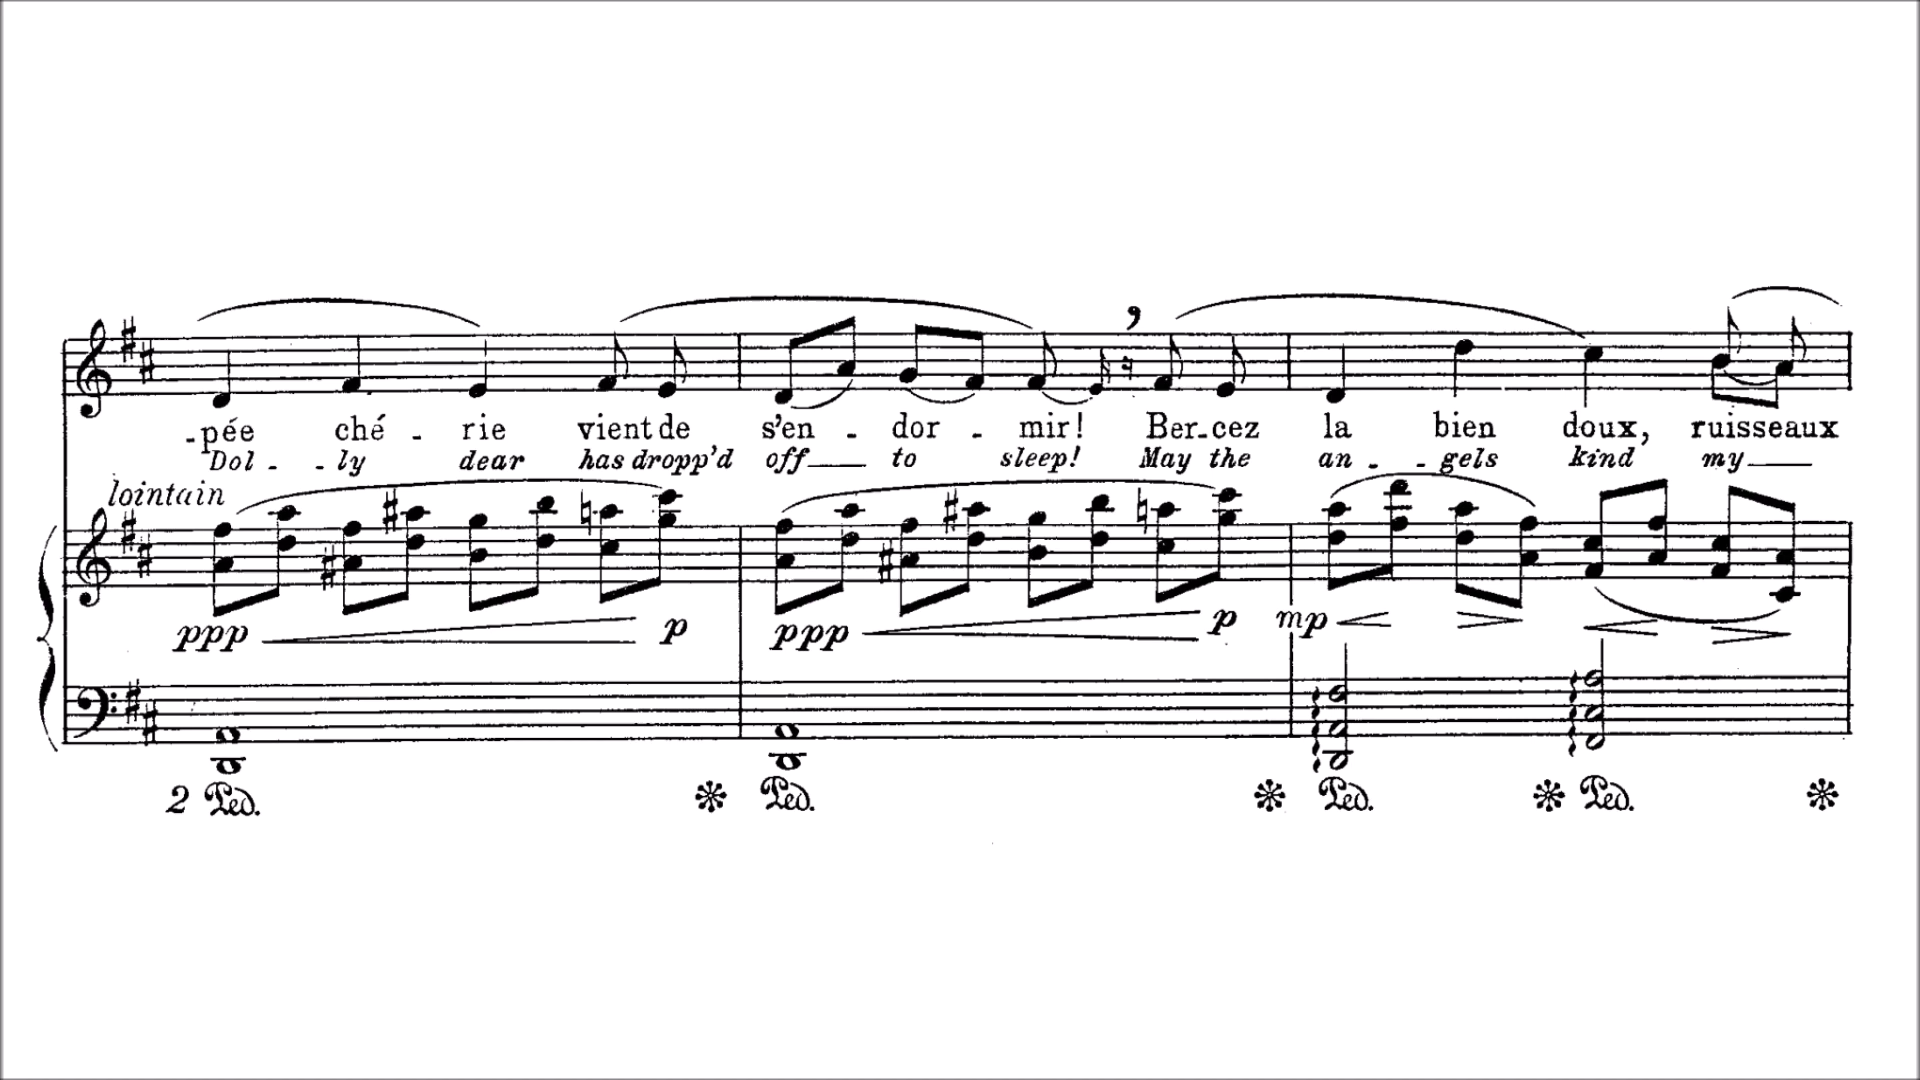 -pée ché - rie vient de s'en - dor - mir! Ber-cez la bien doux, ruisseaux
Dol - - ly dear has dropp'd off to sleep! May the an - - gels kind my
lointain
ppp p ppp p mp
2 Ped. Ped. Ped. Ped.